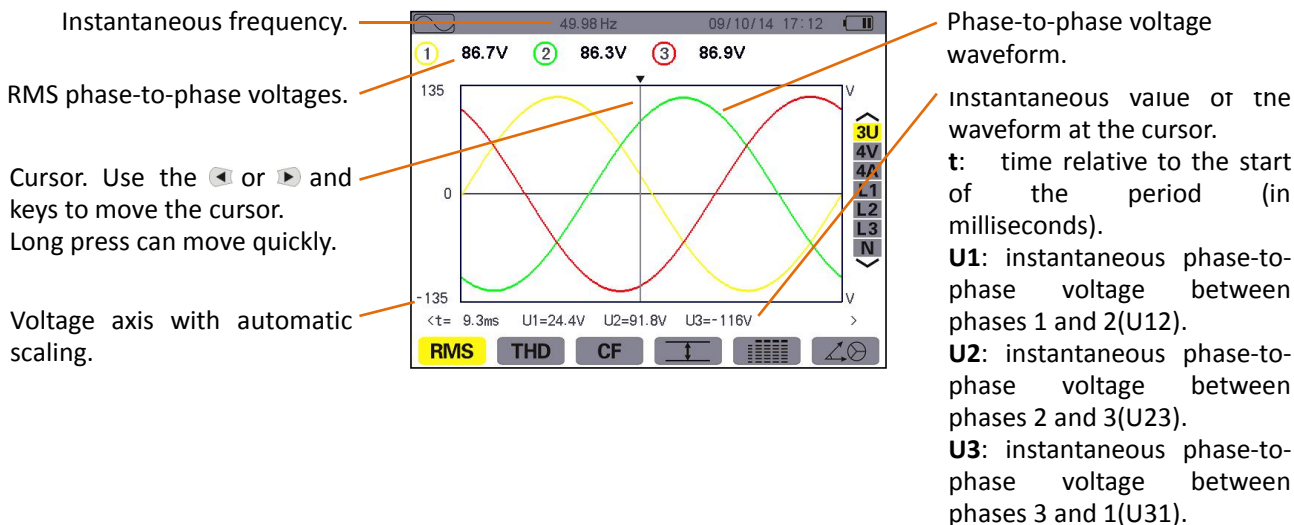 Instantaneous frequency.
RMS phase-to-phase voltages.
Cursor. Use the or and
keys to move the cursor.
Long press can move quickly.
Voltage axis with automatic
scaling.
49.98Hz 09/10/14 17:12
1 86.7V 2 86.3V 3 86.9V
135 V
0
-135 V
3U
4V
4A
L1
L2
L3
N
<t= 9.3ms U1=24.4V U2=91.8V U3=-116V >
RMS THD CF
Phase-to-phase voltage
waveform.
Instantaneous value of the
waveform at the cursor.
t: time relative to the start
of the period (in
milliseconds).
U1: instantaneous phase-to-
phase voltage between
phases 1 and 2(U12).
U2: instantaneous phase-to-
phase voltage between
phases 2 and 3(U23).
U3: instantaneous phase-to-
phase voltage between
phases 3 and 1(U31).